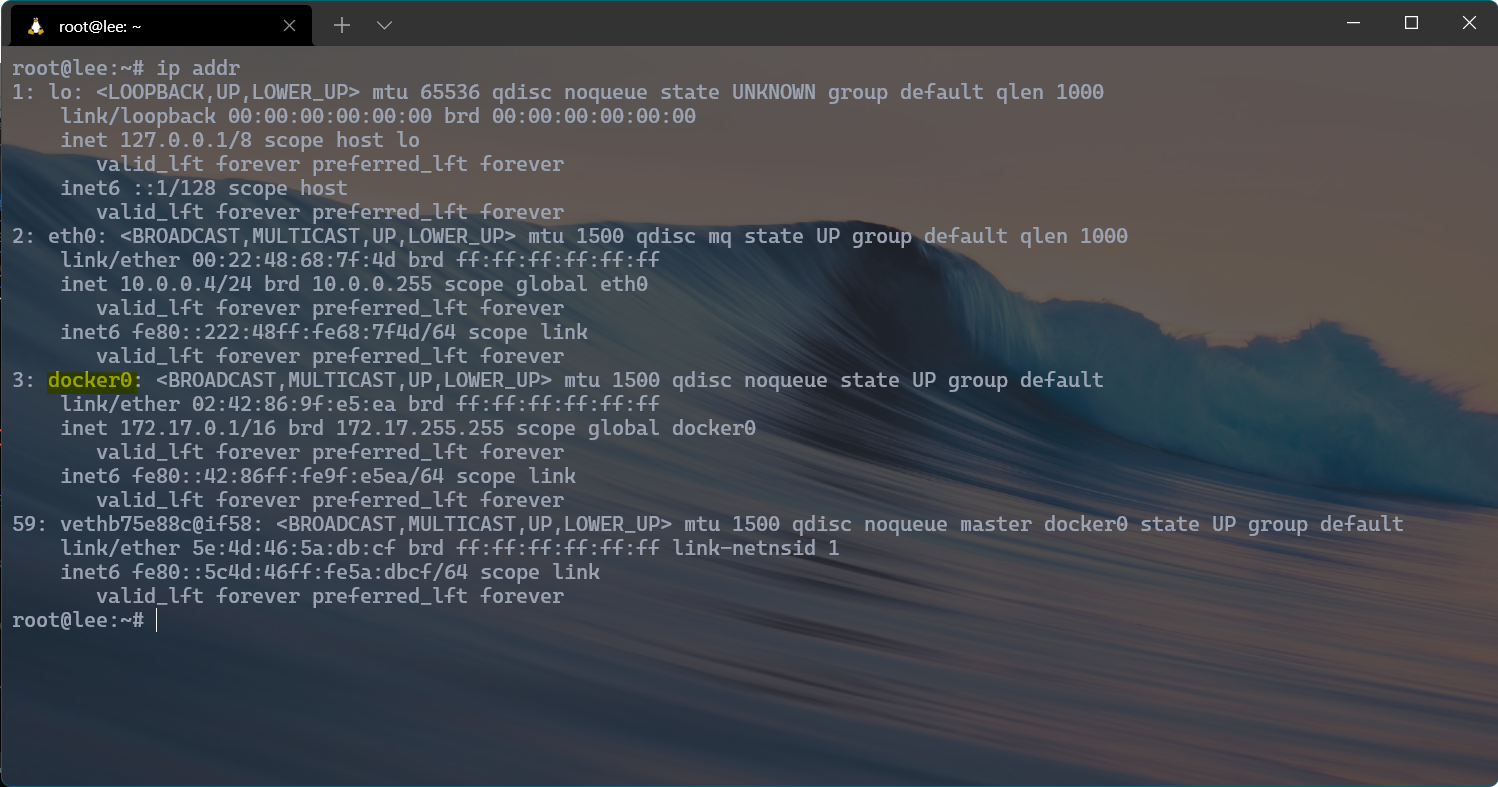 root@lee: ~
root@lee:~# ip addr
1: lo: <LOOPBACK,UP,LOWER_UP> mtu 65536 qdisc noqueue state UNKNOWN group default qlen 1000
    link/loopback 00:00:00:00:00:00 brd 00:00:00:00:00:00
    inet 127.0.0.1/8 scope host lo
       valid_lft forever preferred_lft forever
    inet6 ::1/128 scope host
       valid_lft forever preferred_lft forever
2: eth0: <BROADCAST,MULTICAST,UP,LOWER_UP> mtu 1500 qdisc mq state UP group default qlen 1000
    link/ether 00:22:48:68:7f:4d brd ff:ff:ff:ff:ff:ff
    inet 10.0.0.4/24 brd 10.0.0.255 scope global eth0
       valid_lft forever preferred_lft forever
    inet6 fe80::222:48ff:fe68:7f4d/64 scope link
       valid_lft forever preferred_lft forever
3: docker0: <BROADCAST,MULTICAST,UP,LOWER_UP> mtu 1500 qdisc noqueue state UP group default
    link/ether 02:42:86:9f:e5:ea brd ff:ff:ff:ff:ff:ff
    inet 172.17.0.1/16 brd 172.17.255.255 scope global docker0
       valid_lft forever preferred_lft forever
    inet6 fe80::42:86ff:fe9f:e5ea/64 scope link
       valid_lft forever preferred_lft forever
59: vethb75e88c@if58: <BROADCAST,MULTICAST,UP,LOWER_UP> mtu 1500 qdisc noqueue master docker0 state UP group default
    link/ether 5e:4d:46:5a:db:cf brd ff:ff:ff:ff:ff:ff link-netnsid 1
    inet6 fe80::5c4d:46ff:fe5a:dbcf/64 scope link
       valid_lft forever preferred_lft forever
root@lee:~#